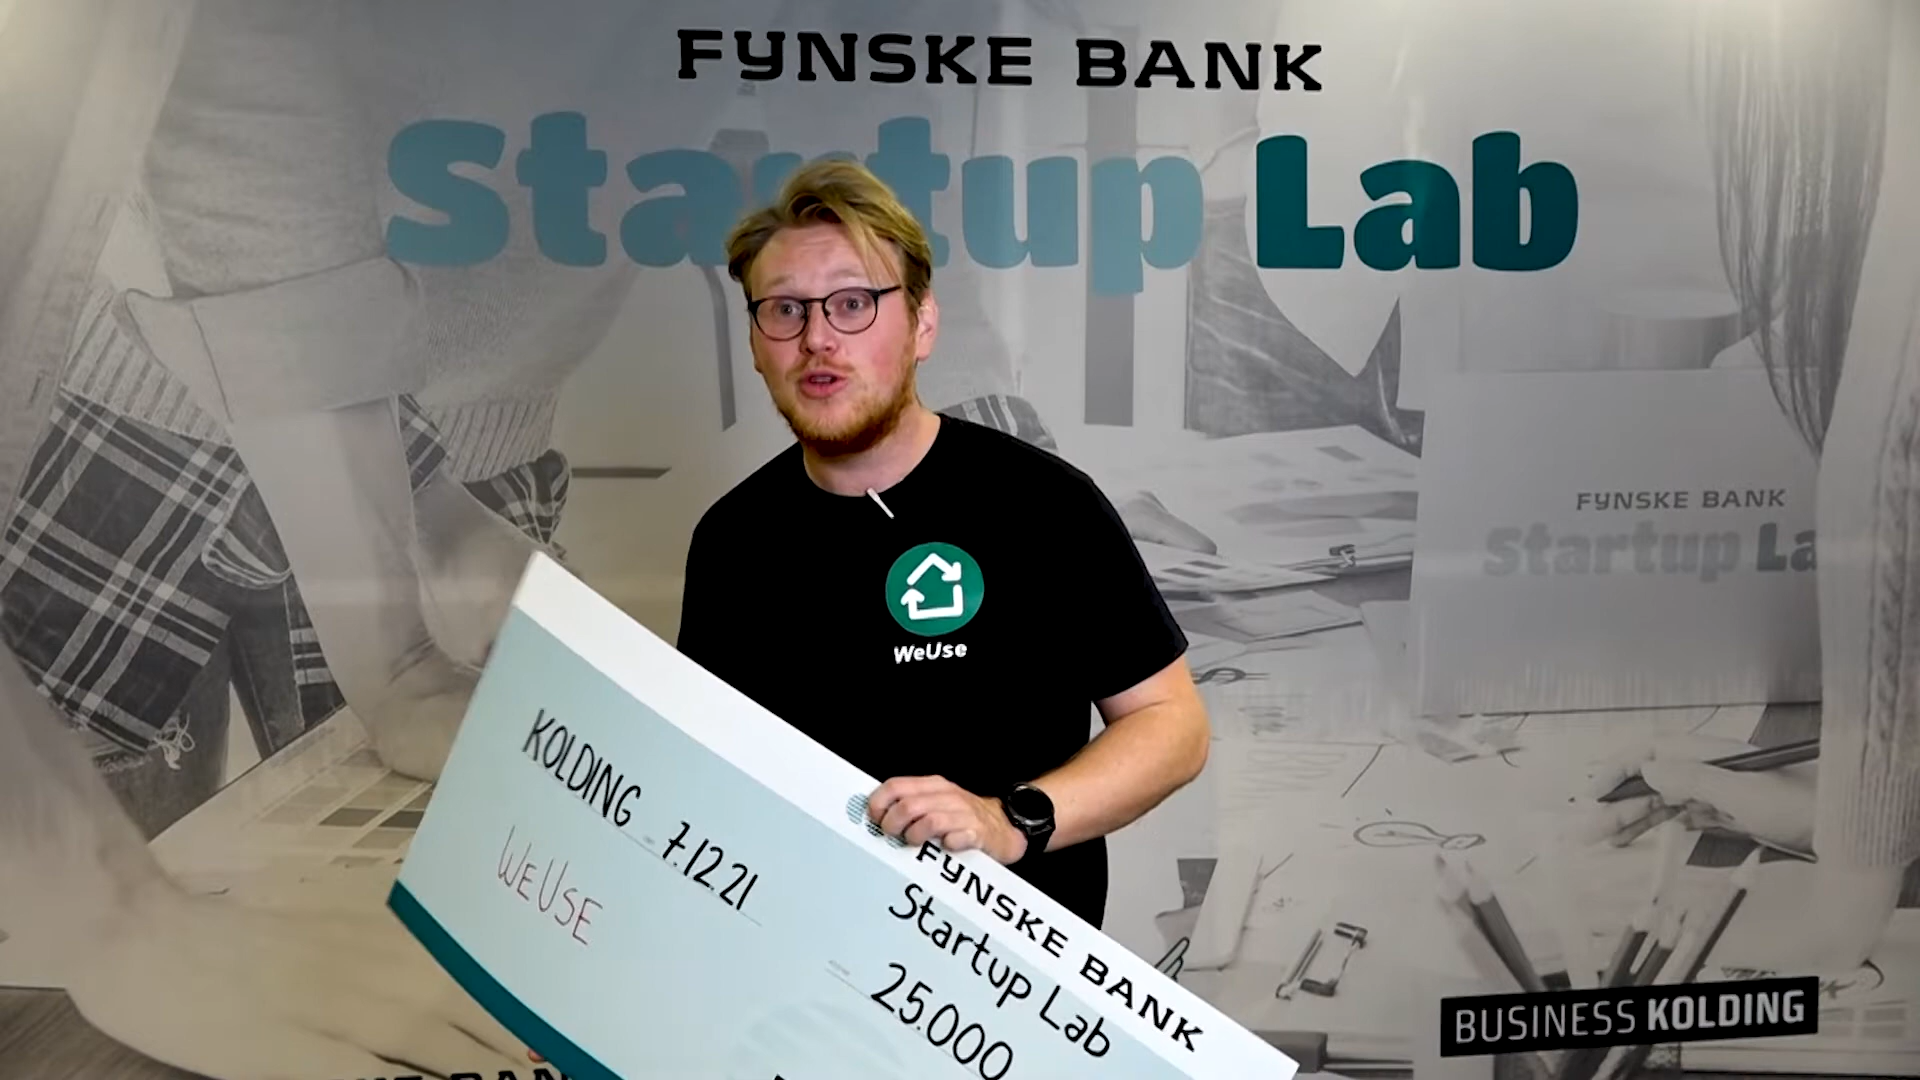 FYNSKE BANK
Startup Lab
FYNSKE BANK
Startup La
WeUse
KOLDING 7.12.21
WEUSE
FYNSKE BANK
Startup Lab
25.000
BUSINESS KOLDING